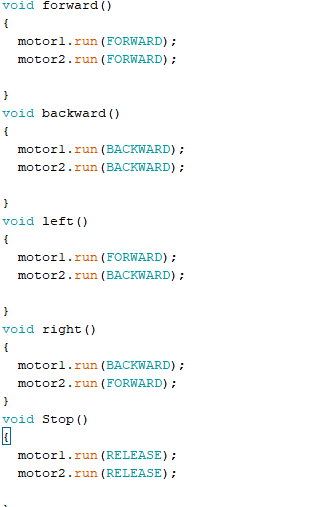 void forward()
{
  motor1.run(FORWARD);
  motor2.run(FORWARD);
}
void backward()
{
  motor1.run(BACKWARD);
  motor2.run(BACKWARD);
}
void left()
{
  motor1.run(FORWARD);
  motor2.run(BACKWARD);
}
void right()
{
  motor1.run(BACKWARD);
  motor2.run(FORWARD);
}
void Stop()
{
  motor1.run(RELEASE);
  motor2.run(RELEASE);